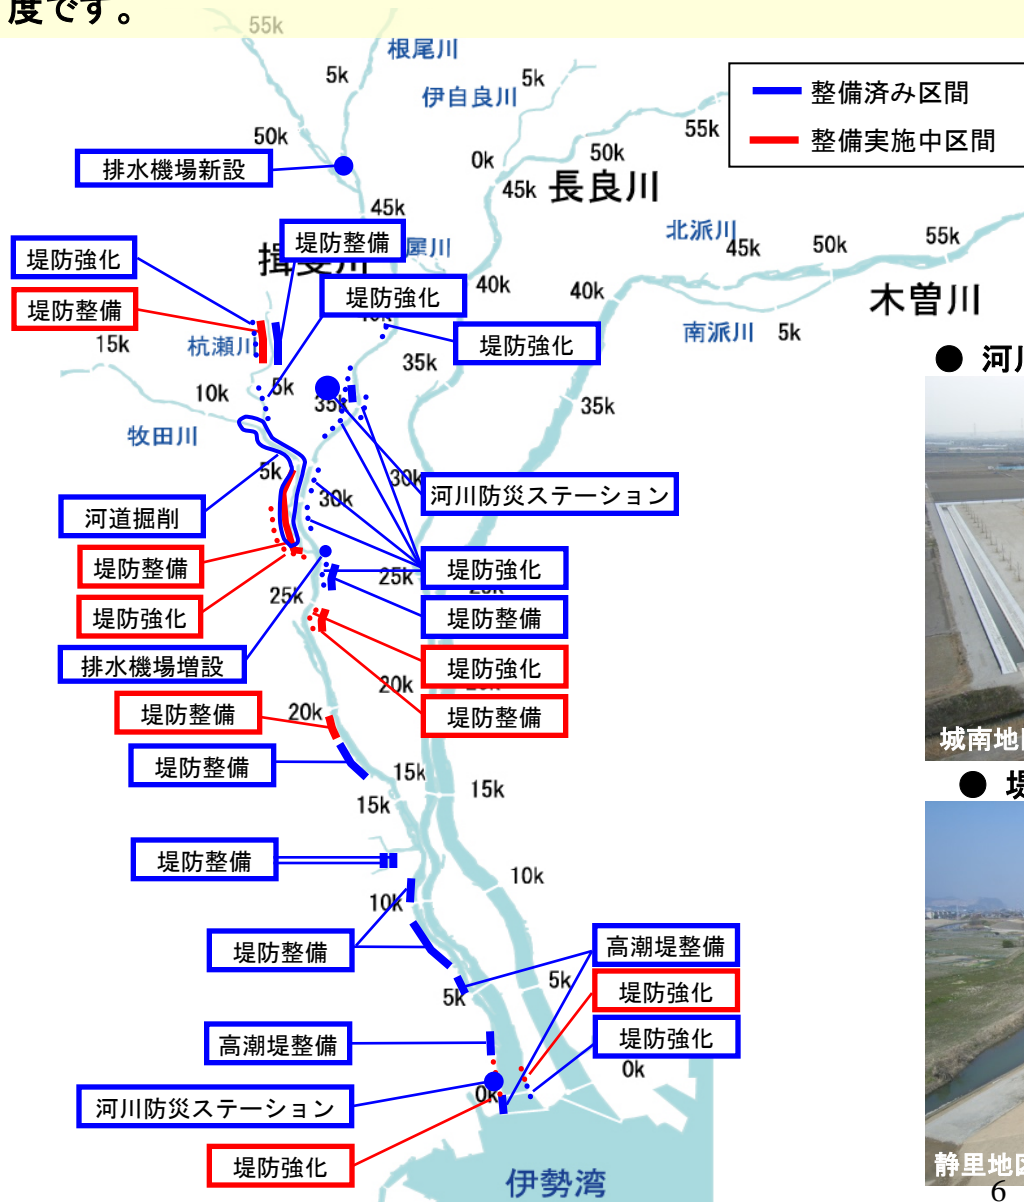 度です。
55k
根尾川
5k
伊自良川
5k
整備済み区間
整備実施中区間
55k
50k
0k
50k
45k
長良川
排水機場新設
45k
北派川
45k
50k
55k
堤防整備
犀川
堤防強化
揖斐川
40k
40k
木曽川
堤防整備
堤防強化
15k
杭瀬川
堤防強化
南派川
5k
35k
10k
5k
35k
35k
牧田川
● 河川
5k
30k
30k
河川防災ステーション
河道掘削
堤防整備
堤防強化
25k
25k
堤防強化
堤防整備
排水機場増設
堤防強化
20k
堤防整備
20k
堤防整備
堤防整備
城南地区
15k
15k
15k
● 堤
堤防整備
10k
10k
堤防整備
高潮堤整備
5k
5k
堤防強化
高潮堤整備
堤防強化
0k
0k
河川防災ステーション
堤防強化
伊勢湾
静里地区
6